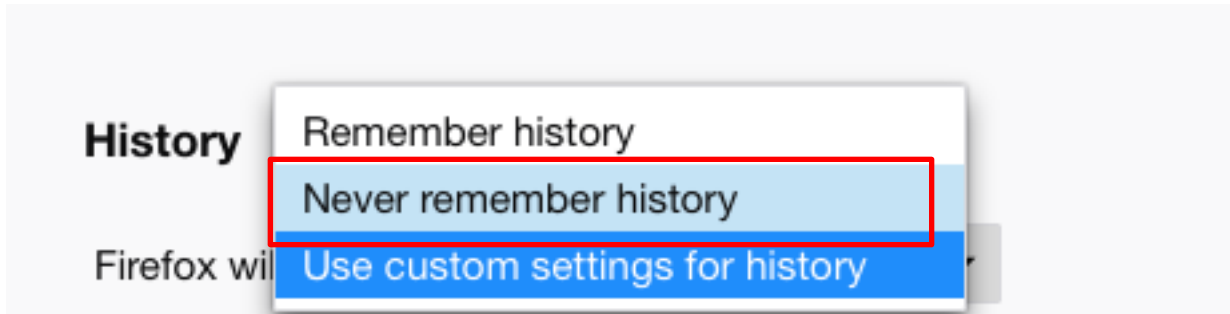 History
Remember history
Never remember history
Firefox wil
Use custom settings for history